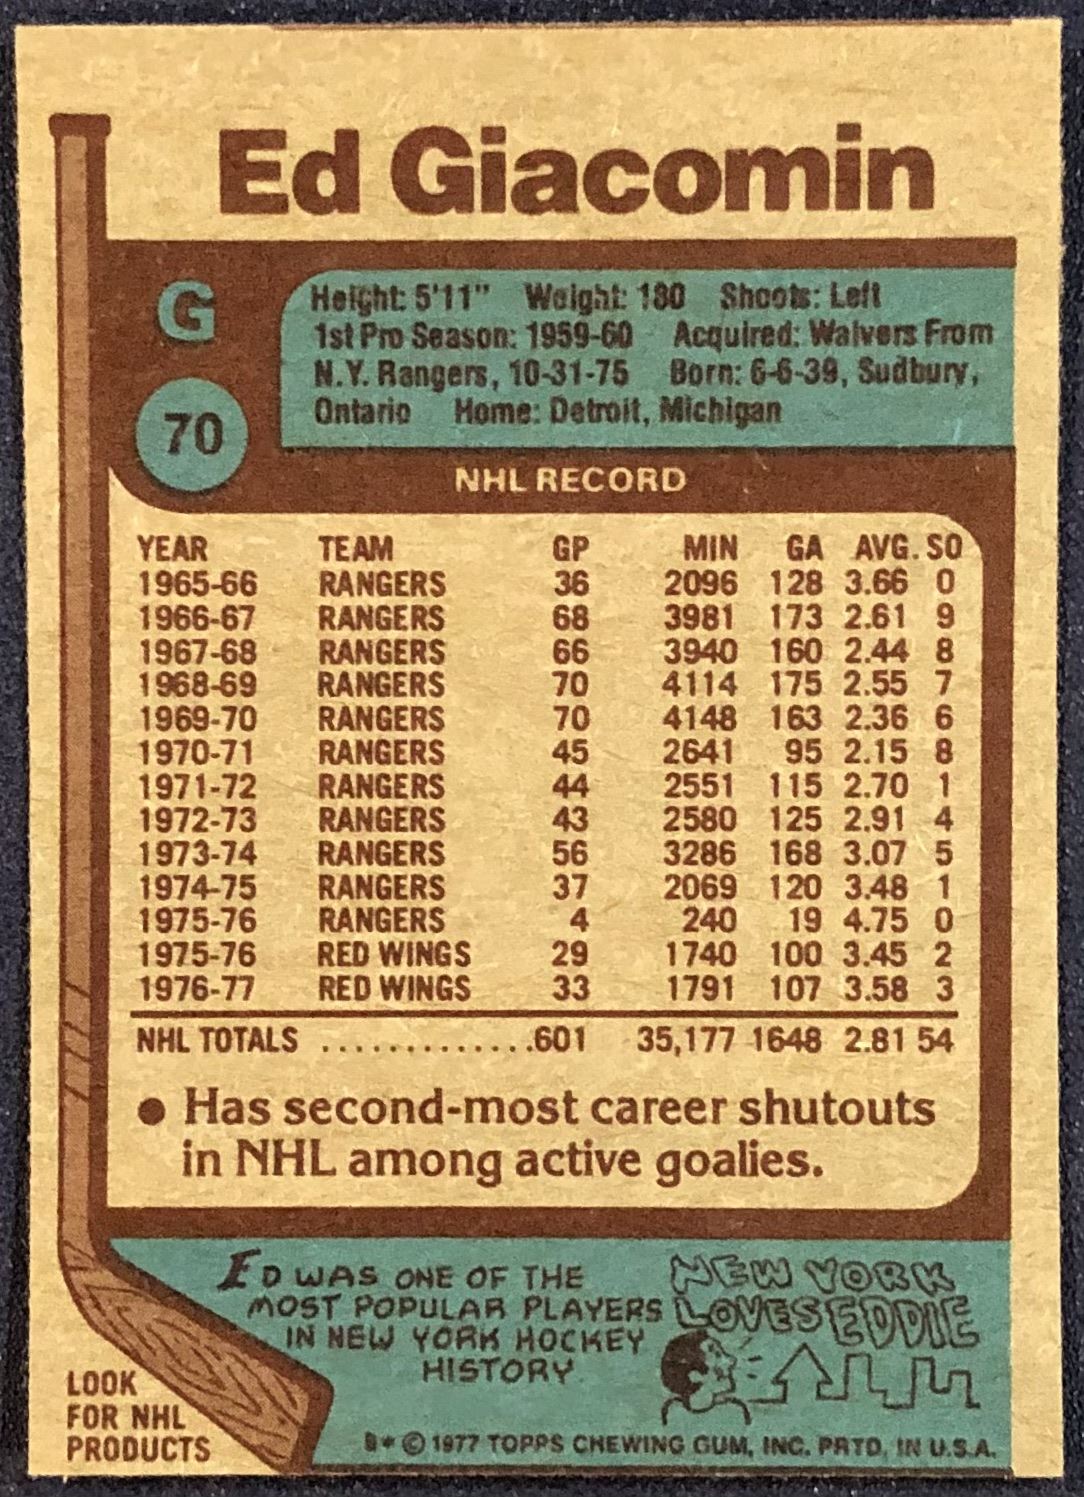 Ed Giacomin
G
70
Height: 5'11" Weight: 180 Shoots: Left
1st Pro Season: 1959-60 Acquired: Waivers From
N.Y. Rangers, 10-31-75 Born: 6-6-39, Sudbury,
Ontario Home: Detroit, Michigan
NHL RECORD
YEAR TEAM GP MIN GA AVG. SO
1965-66 RANGERS 36 2096 128 3.66 0
1966-67 RANGERS 68 3981 173 2.61 9
1967-68 RANGERS 66 3940 160 2.44 8
1968-69 RANGERS 70 4114 175 2.55 7
1969-70 RANGERS 70 4148 163 2.36 6
1970-71 RANGERS 45 2641 95 2.15 8
1971-72 RANGERS 44 2551 115 2.70 1
1972-73 RANGERS 43 2580 125 2.91 4
1973-74 RANGERS 56 3286 168 3.07 5
1974-75 RANGERS 37 2069 120 3.48 1
1975-76 RANGERS 4 240 19 4.75 0
1975-76 RED WINGS 29 1740 100 3.45 2
1976-77 RED WINGS 33 1791 107 3.58 3
NHL TOTALS .............601 35,177 1648 2.81 54
● Has second-most career shutouts
in NHL among active goalies.
ED WAS ONE OF THE
MOST POPULAR PLAYERS
IN NEW YORK HOCKEY
HISTORY.
NEW YORK
LOVES EDDIE
LOOK
FOR NHL
PRODUCTS
© 1977 TOPPS CHEWING GUM, INC. PRTD. IN U.S.A.